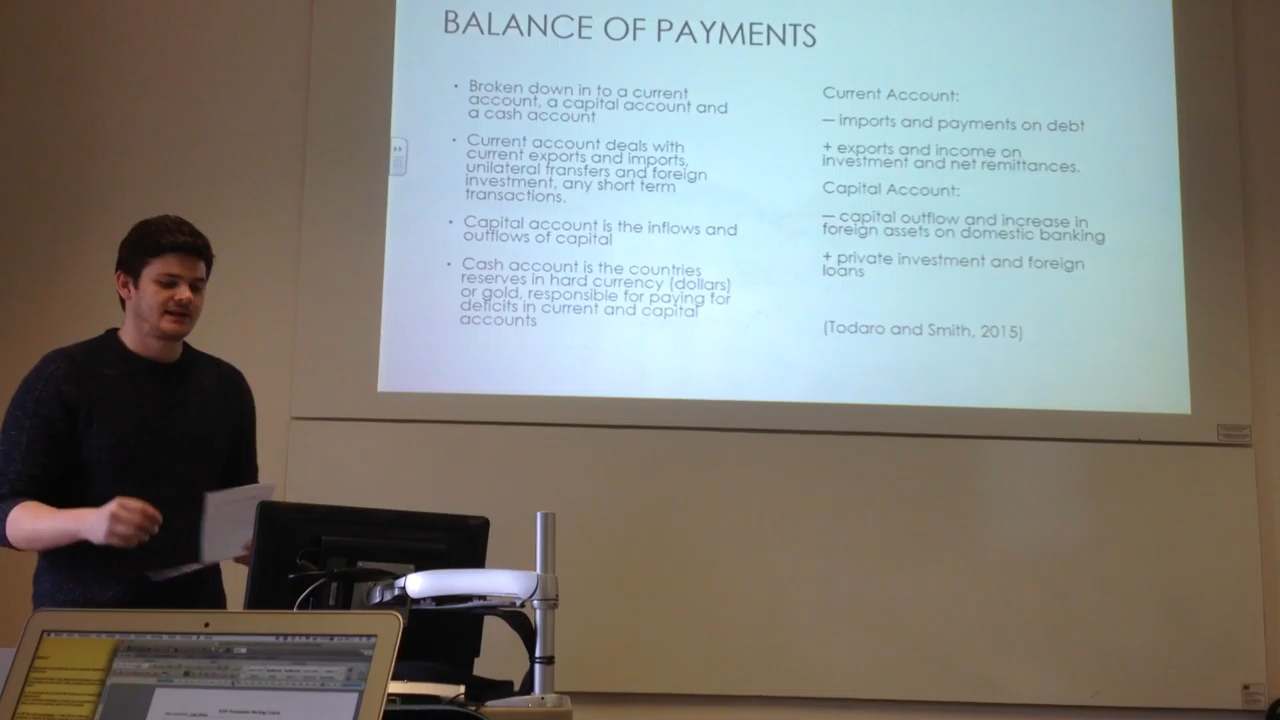 BALANCE OF PAYMENTS
• Broken down in to a current
account, a capital account and
a cash account
• Current account deals with
current exports and imports,
unilateral transfers and foreign
investment, any short term
transactions.
• Capital account is the inflows and
outflows of capital
• Cash account is the countries
reserves in hard currency (dollars)
or gold, responsible for paying for
deficits in current and capital
accounts
Current Account:
— imports and payments on debt
+ exports and income on
investment and net remittances.
Capital Account:
— capital outflow and increase in
foreign assets on domestic banking
+ private investment and foreign
loans
(Todaro and Smith, 2015)